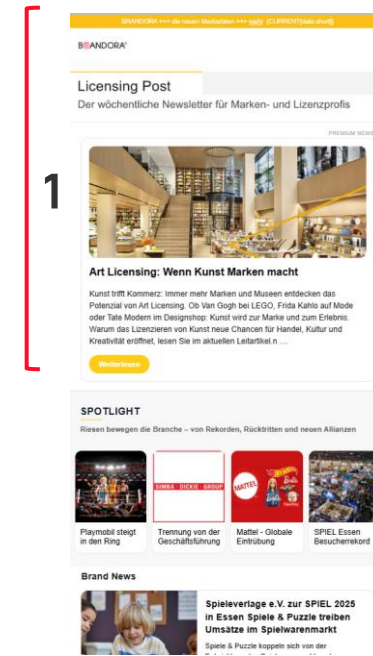 BRANDORA +++ die neuen Mediadaten +++ mehr [CURRENT[date.short]]
BRANDORA
Licensing Post
Der wöchentliche Newsletter für Marken- und Lizenzprofis
PREMIUM NEWS
1
Art Licensing: Wenn Kunst Marken macht
Kunst trifft Kommerz: Immer mehr Marken und Museen entdecken das
Potenzial von Art Licensing. Ob Van Gogh bei LEGO, Frida Kahlo auf Mode
oder Tate Modern im Designshop: Kunst wird zur Marke und zum Erlebnis.
Warum das Lizenzieren von Kunst neue Chancen für Handel, Kultur und
Kreativität eröffnet, lesen Sie im aktuellen Leitartikel.n ....
Weiterlesen
SPOTLIGHT
Riesen bewegen die Branche – von Rekorden, Rücktritten und neuen Allianzen
SIMBA DICKIE GROUP
MATTEL
Barbie
Playmobil steigt
in den Ring
Trennung von der
Geschäftsführung
Mattel - Globale
Eintrübung
SPIEL Essen
Besucherrekord
Brand News
Spieleverlage e.V. zur SPIEL 2025
in Essen Spiele & Puzzle treiben
Umsätze im Spielwarenmarkt
Spiele & Puzzle koppeln sich von der